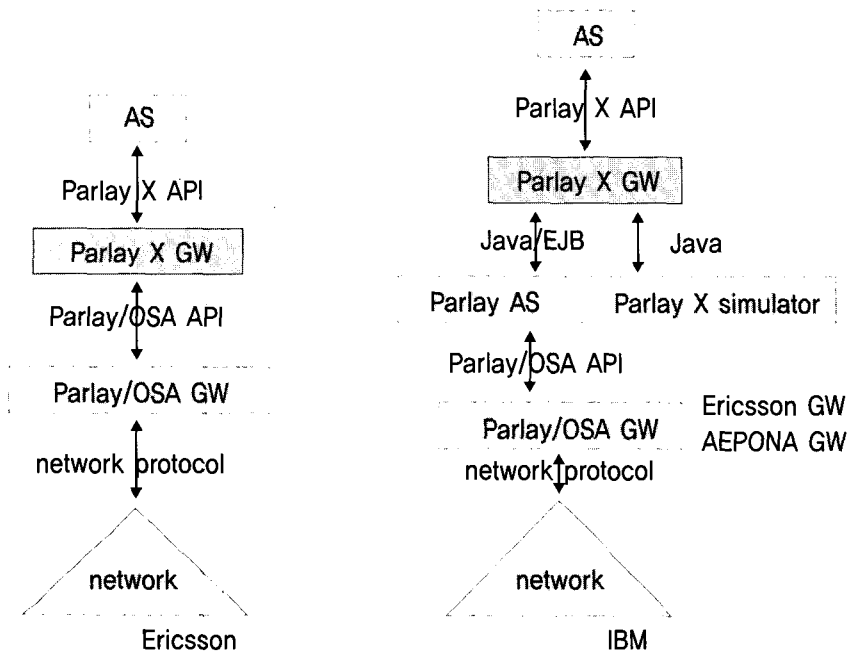 AS
Parlay X API
Parlay X GW
Parlay/OSA API
Parlay/OSA GW
network protocol
network
Ericsson
AS
Parlay X API
Parlay X GW
Java/EJB
Java
Parlay AS
Parlay X simulator
Parlay/OSA API
Parlay/OSA GW
Ericsson GW
AEPONA GW
network protocol
network
IBM